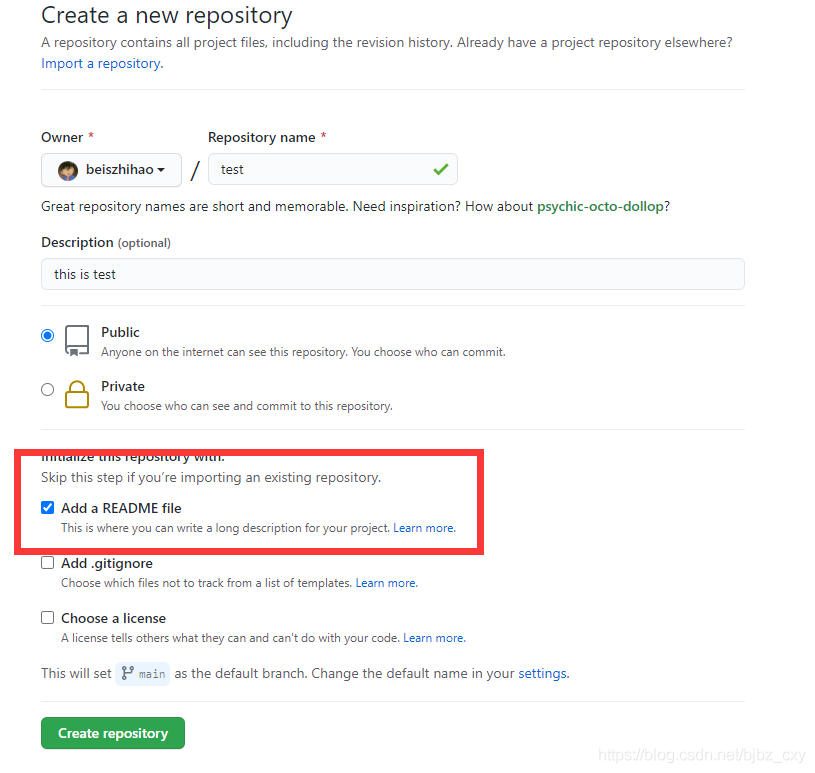 Create a new repository
A repository contains all project files, including the revision history. Already have a project repository elsewhere?
Import a repository.
Owner * Repository name *
beiszhihao / test
Great repository names are short and memorable. Need inspiration? How about psychic-octo-dollop?
Description (optional)
this is test
Public
Anyone on the internet can see this repository. You choose who can commit.
Private
You choose who can see and commit to this repository.
Initialize this repository with:
Skip this step if you're importing an existing repository.
Add a README file
This is where you can write a long description for your project. Learn more.
Add .gitignore
Choose which files not to track from a list of templates. Learn more.
Choose a license
A license tells others what they can and can't do with your code. Learn more.
This will set main as the default branch. Change the default name in your settings.
Create repository
https://blog.csdn.net/bjbz_cxy